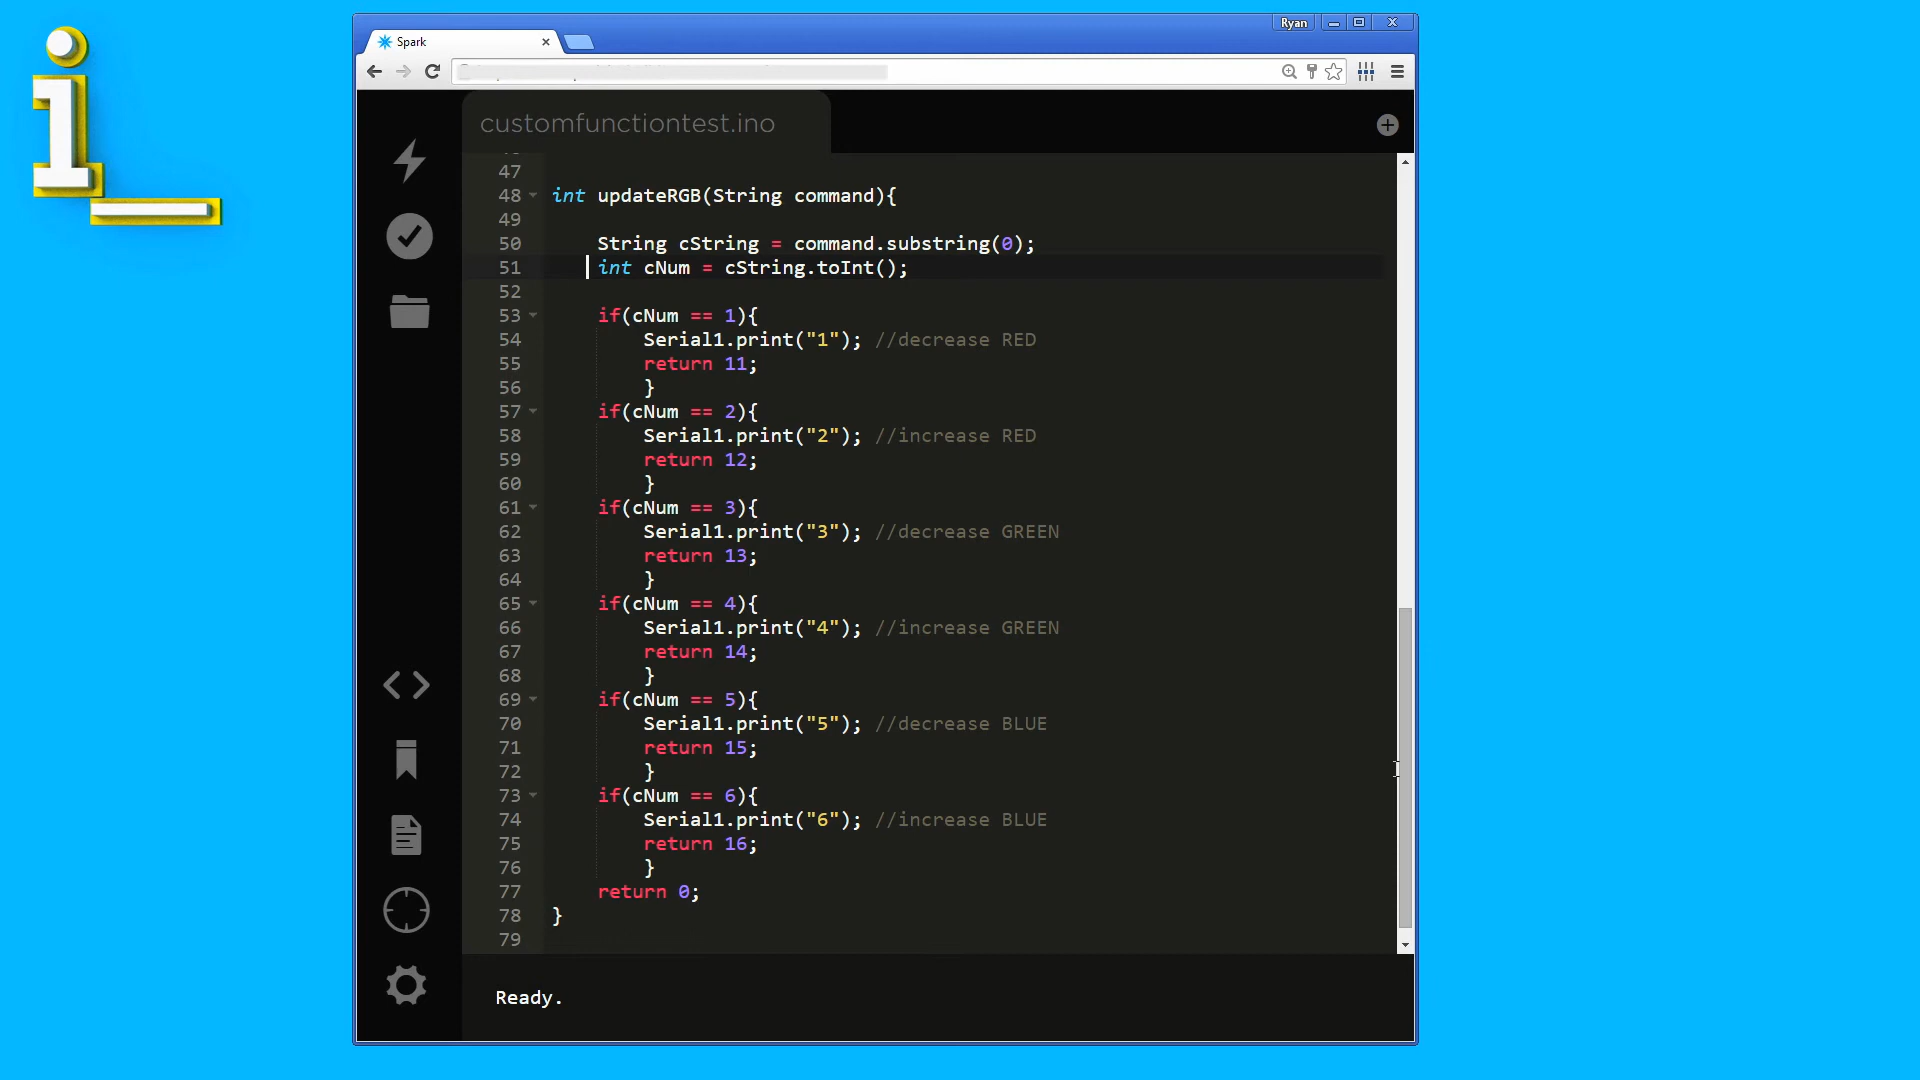 Ryan
Spark
customfunctiontest.ino
47
48 int updateRGB(String command){
49
50 String cString = command.substring(0);
51 int cNum = cString.toInt();
52
53 if(cNum == 1){
54 Serial1.print("1"); //decrease RED
55 return 11;
56 }
57 if(cNum == 2){
58 Serial1.print("2"); //increase RED
59 return 12;
60 }
61 if(cNum == 3){
62 Serial1.print("3"); //decrease GREEN
63 return 13;
64 }
65 if(cNum == 4){
66 Serial1.print("4"); //increase GREEN
67 return 14;
68 }
69 if(cNum == 5){
70 Serial1.print("5"); //decrease BLUE
71 return 15;
72 }
73 if(cNum == 6){
74 Serial1.print("6"); //increase BLUE
75 return 16;
76 }
77 return 0;
78 }
79
Ready.
i_